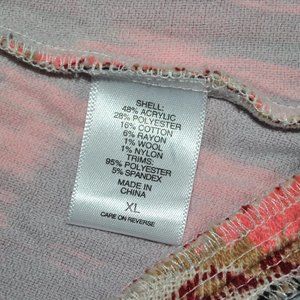 SHELL:
48% ACRYLIC
28% POLYESTER
16% COTTON
6% RAYON
1% WOOL
1% NYLON
TRIMS:
95% POLYESTER
5% SPANDEX
MADE IN
CHINA
XL
CARE ON REVERSE